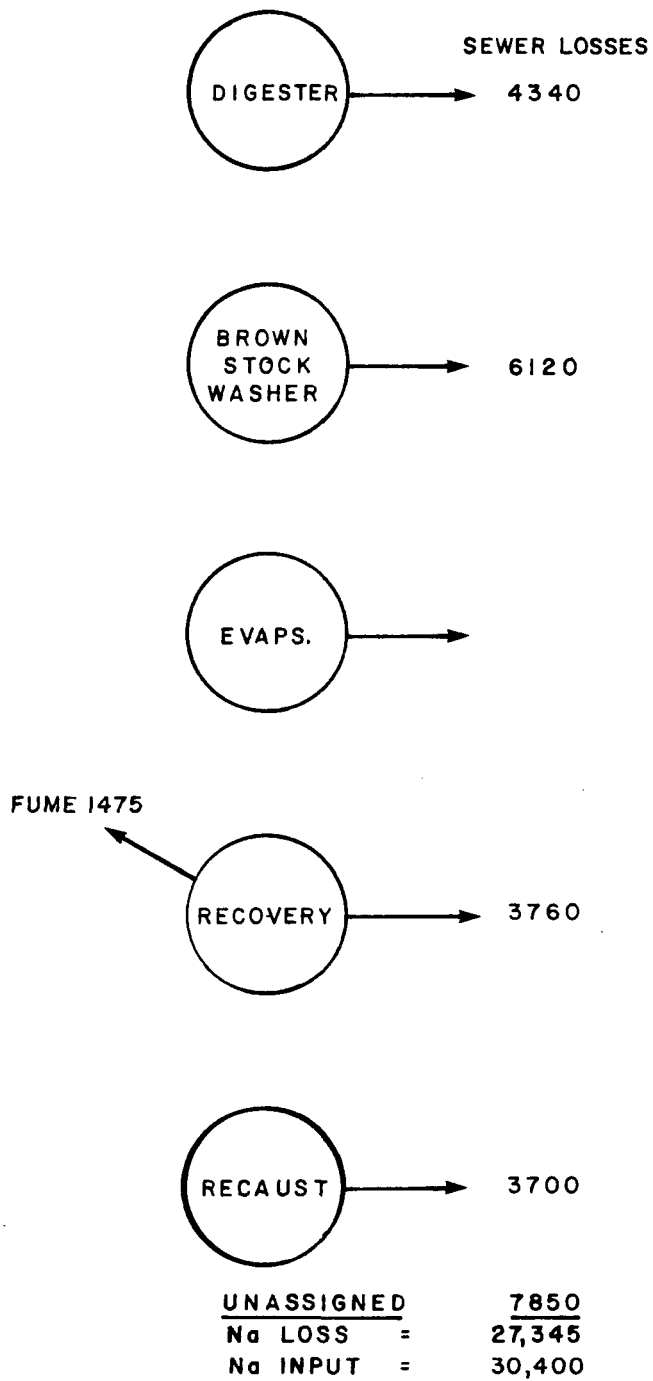 SEWER LOSSES
DIGESTER 4340
BROWN
STOCK
WASHER
6120
EVAPS.
FUME 1475
RECOVERY 3760
RECAUST 3700
UNASSIGNED 7850
Na LOSS = 27,345
Na INPUT = 30,400